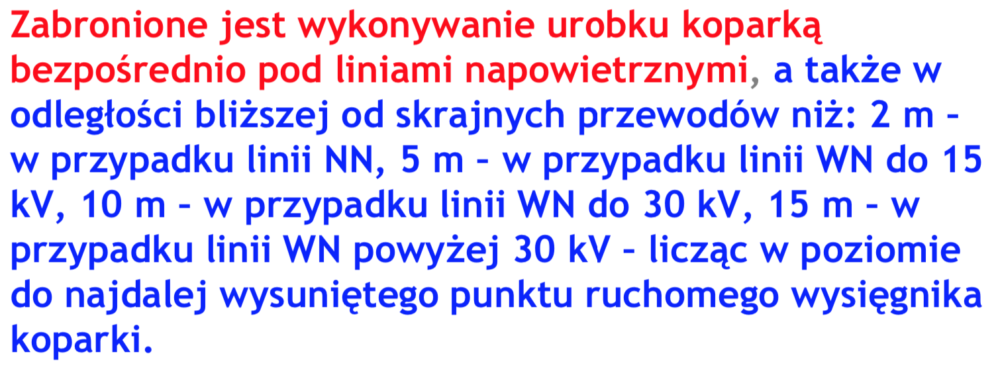 Zabronione jest wykonywanie urobku koparką
bezpośrednio pod liniami napowietrznymi, a także w
odległości bliższej od skrajnych przewodów niż: 2 m –
w przypadku linii NN, 5 m – w przypadku linii WN do 15
kV, 10 m – w przypadku linii WN do 30 kV, 15 m – w
przypadku linii WN powyżej 30 kV – licząc w poziomie
do najdalej wysuniętego punktu ruchomego wysięgnika
koparki.